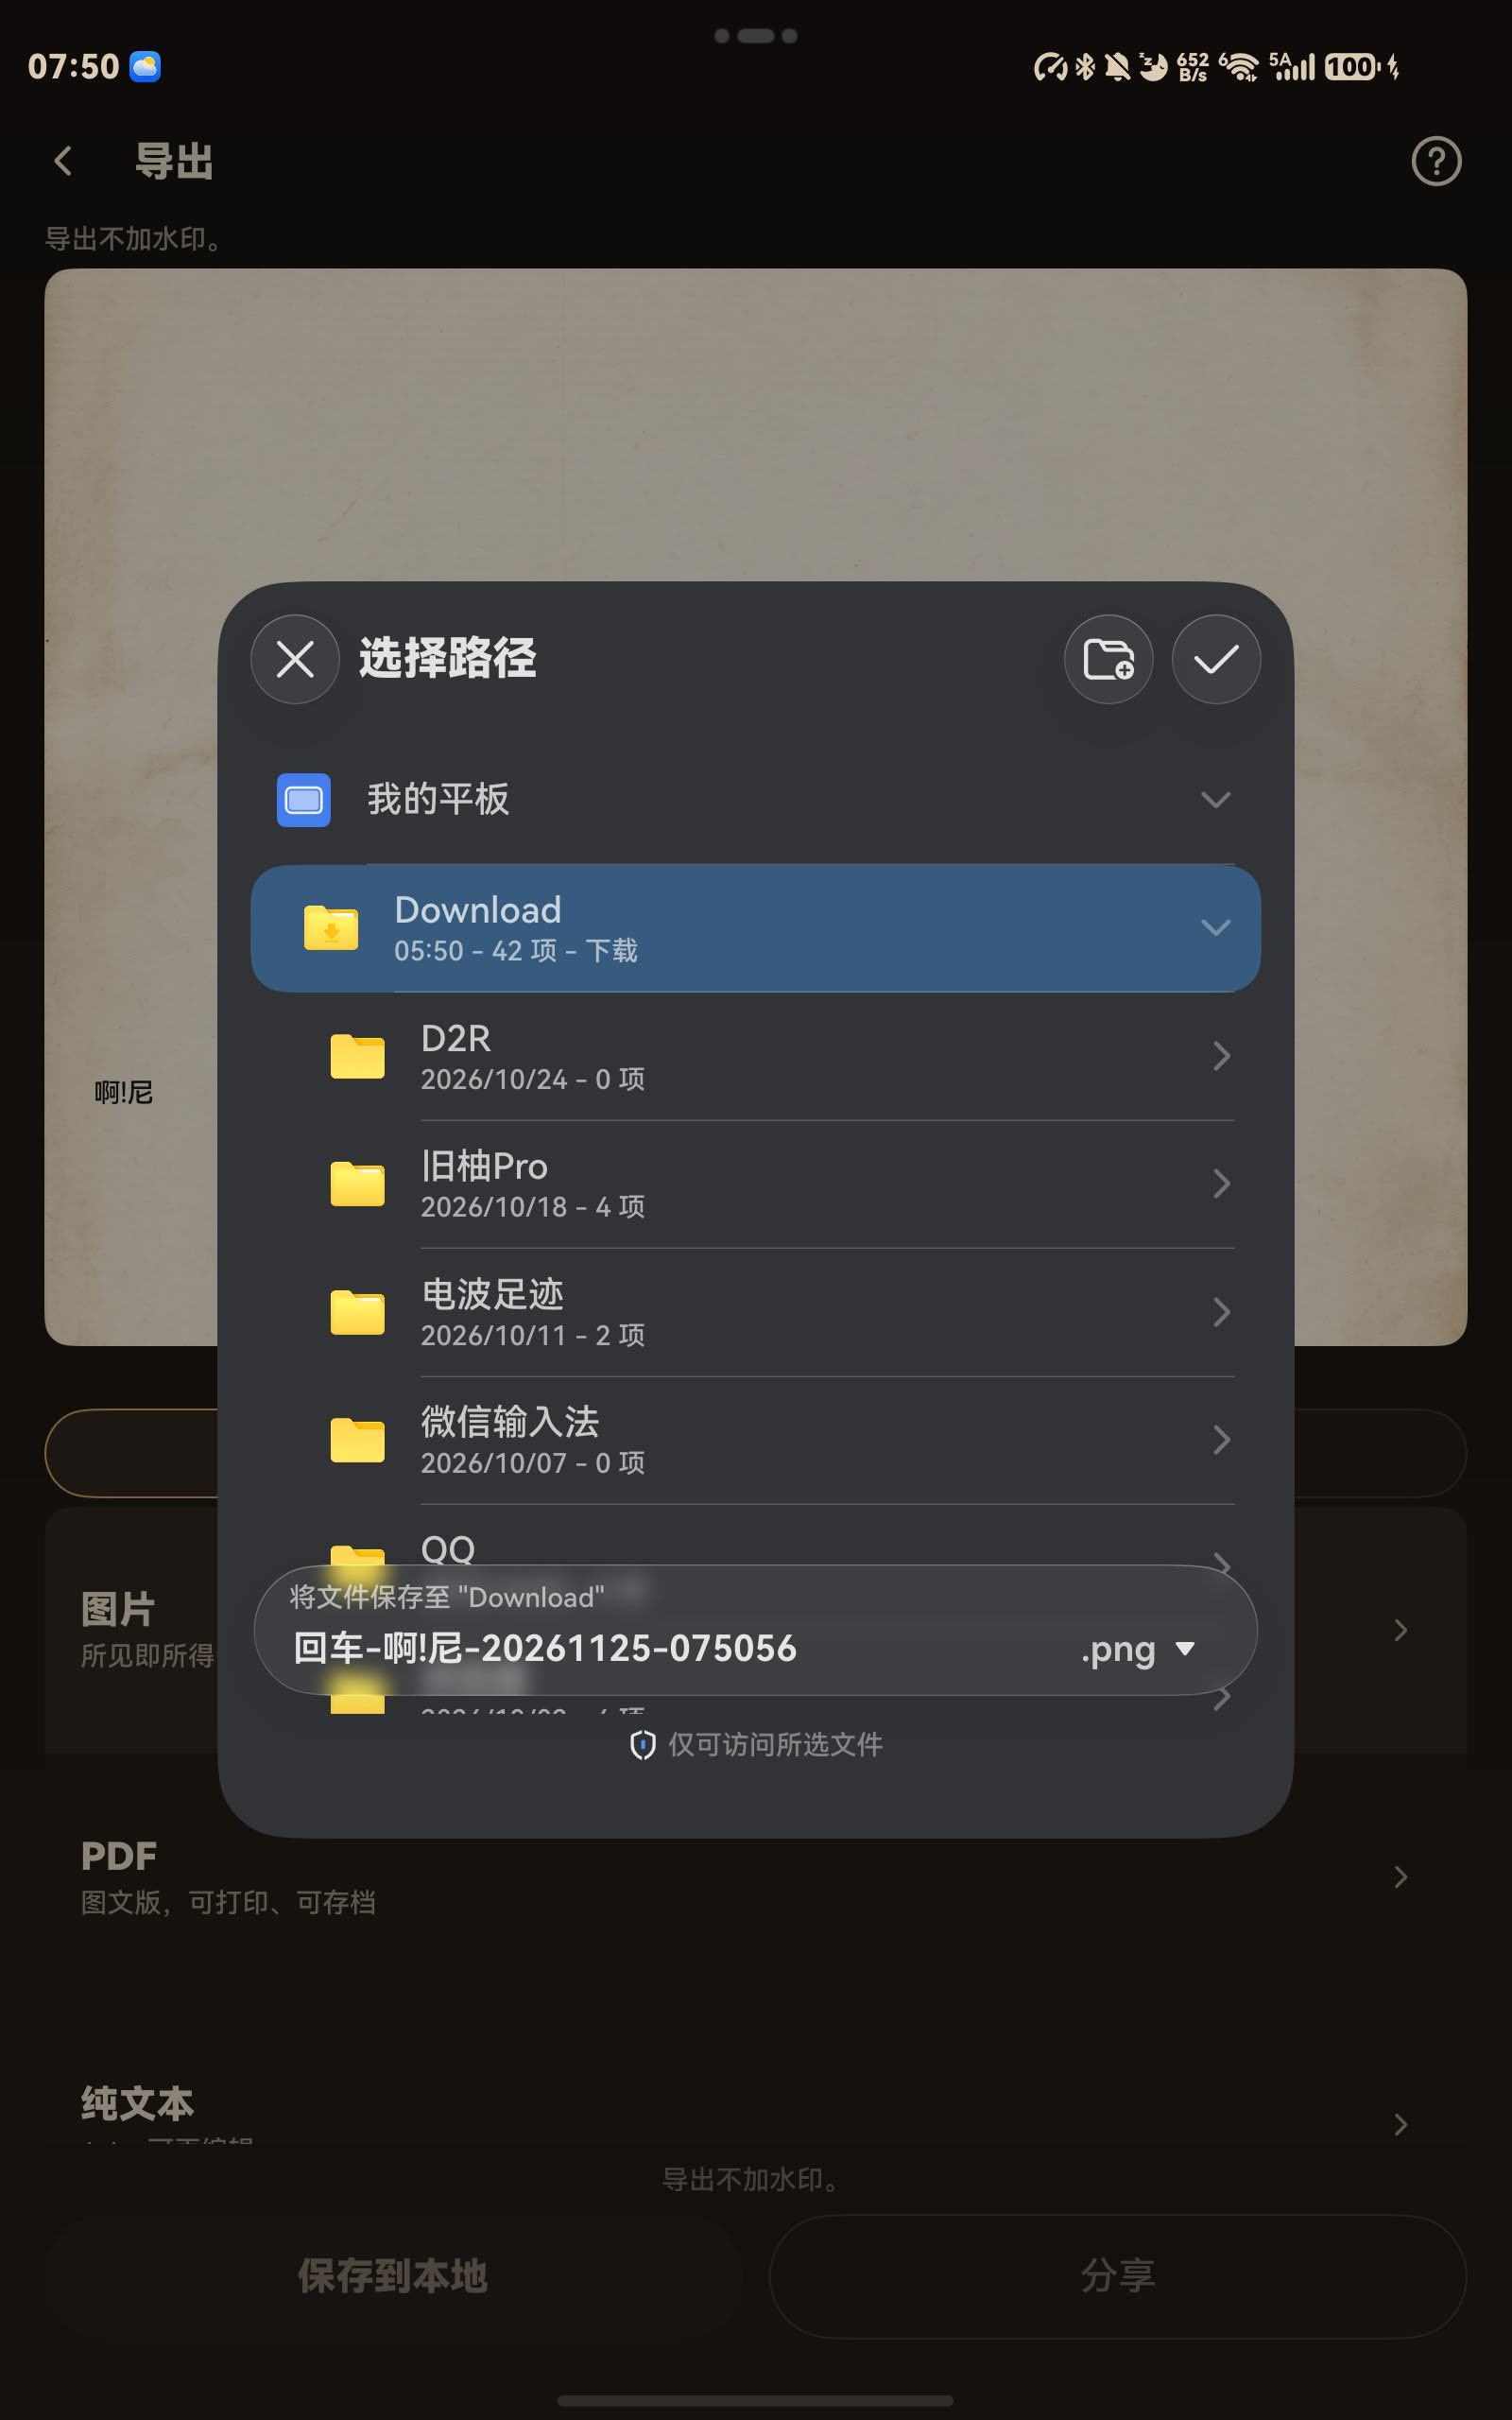 07:50
652 B/s
6
5A
100
导出
导出不加水印。
选择路径
我的平板
Download
05:50 - 42 项 - 下载
D2R
2026/10/24 - 0 项
啊!尼
旧柚Pro
2026/10/18 - 4 项
电波足迹
2026/10/11 - 2 项
微信输入法
2026/10/07 - 0 项
QQ
将文件保存至 "Download"
回车-啊!尼-20261125-075056
.png
图片
所见即所得
仅可访问所选文件
PDF
图文版，可打印、可存档
纯文本
导出不加水印。
保存到本地
分享